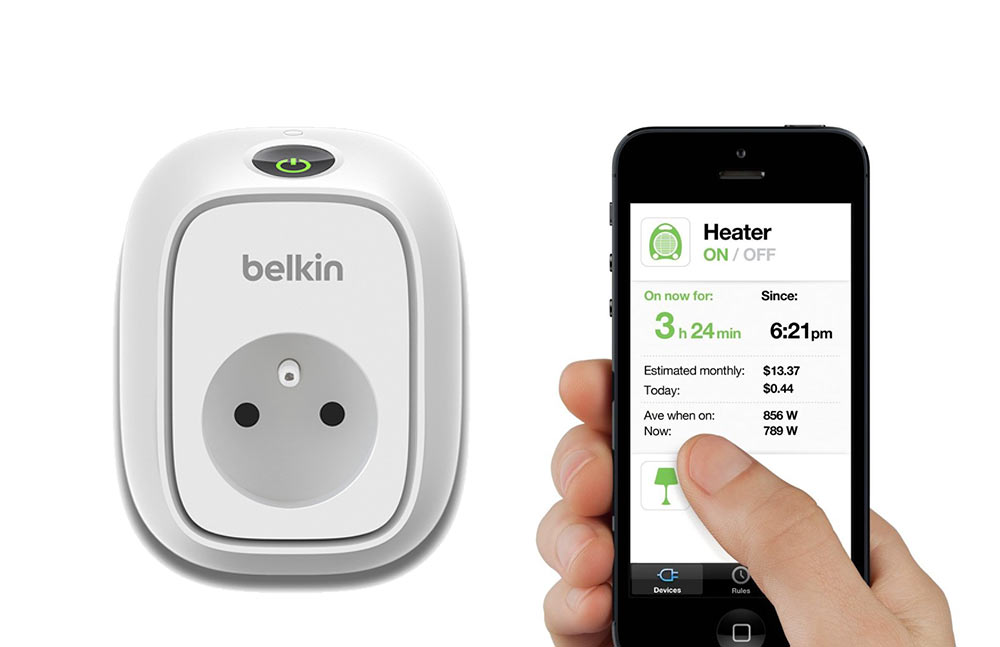 belkin
Heater
ON / OFF
On now for: Since:
3 h 24 min 6:21pm
Estimated monthly: $13.37
Today: $0.44
Ave when on: 856 W
Now: 789 W
Devices Rules